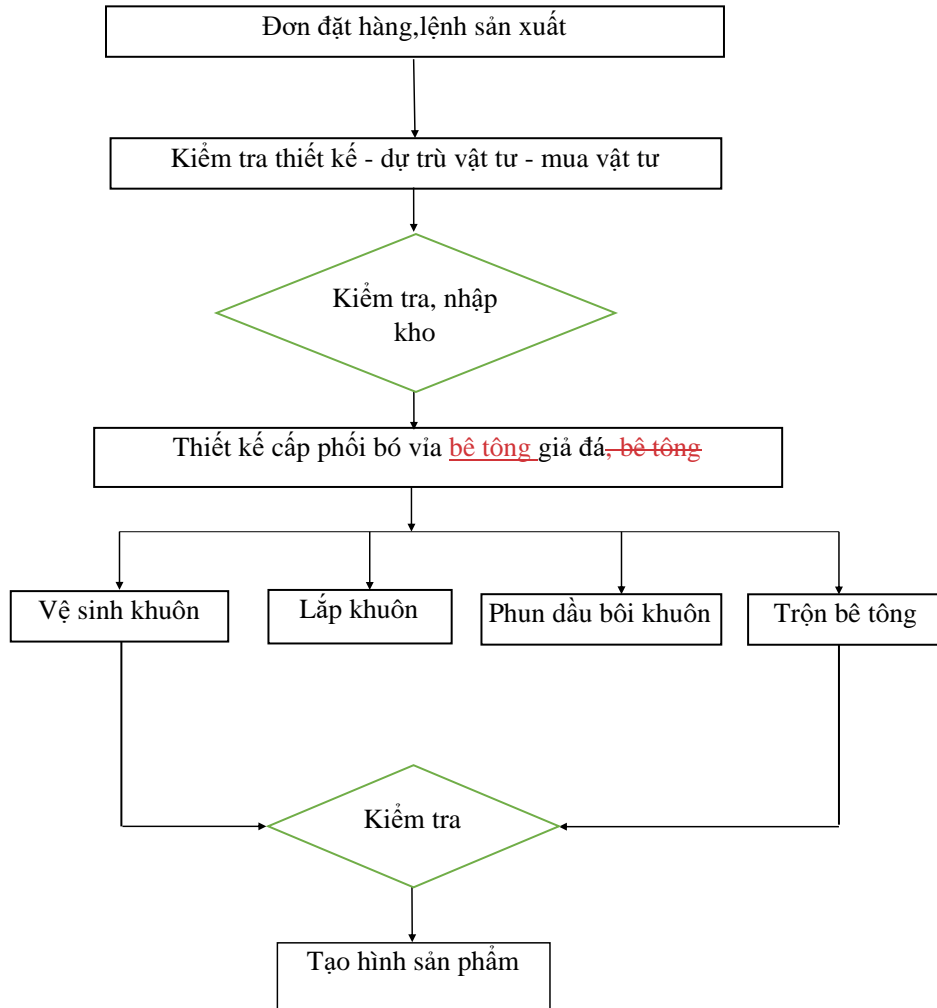 Đơn đặt hàng,lệnh sản xuất
Kiểm tra thiết kế - dự trù vật tư - mua vật tư
Kiểm tra, nhập
kho
Thiết kế cấp phối bó vỉa bê tông giả đá, bê tông
Vệ sinh khuôn
Lắp khuôn
Phun dầu bôi khuôn
Trộn bê tông
Kiểm tra
Tạo hình sản phẩm